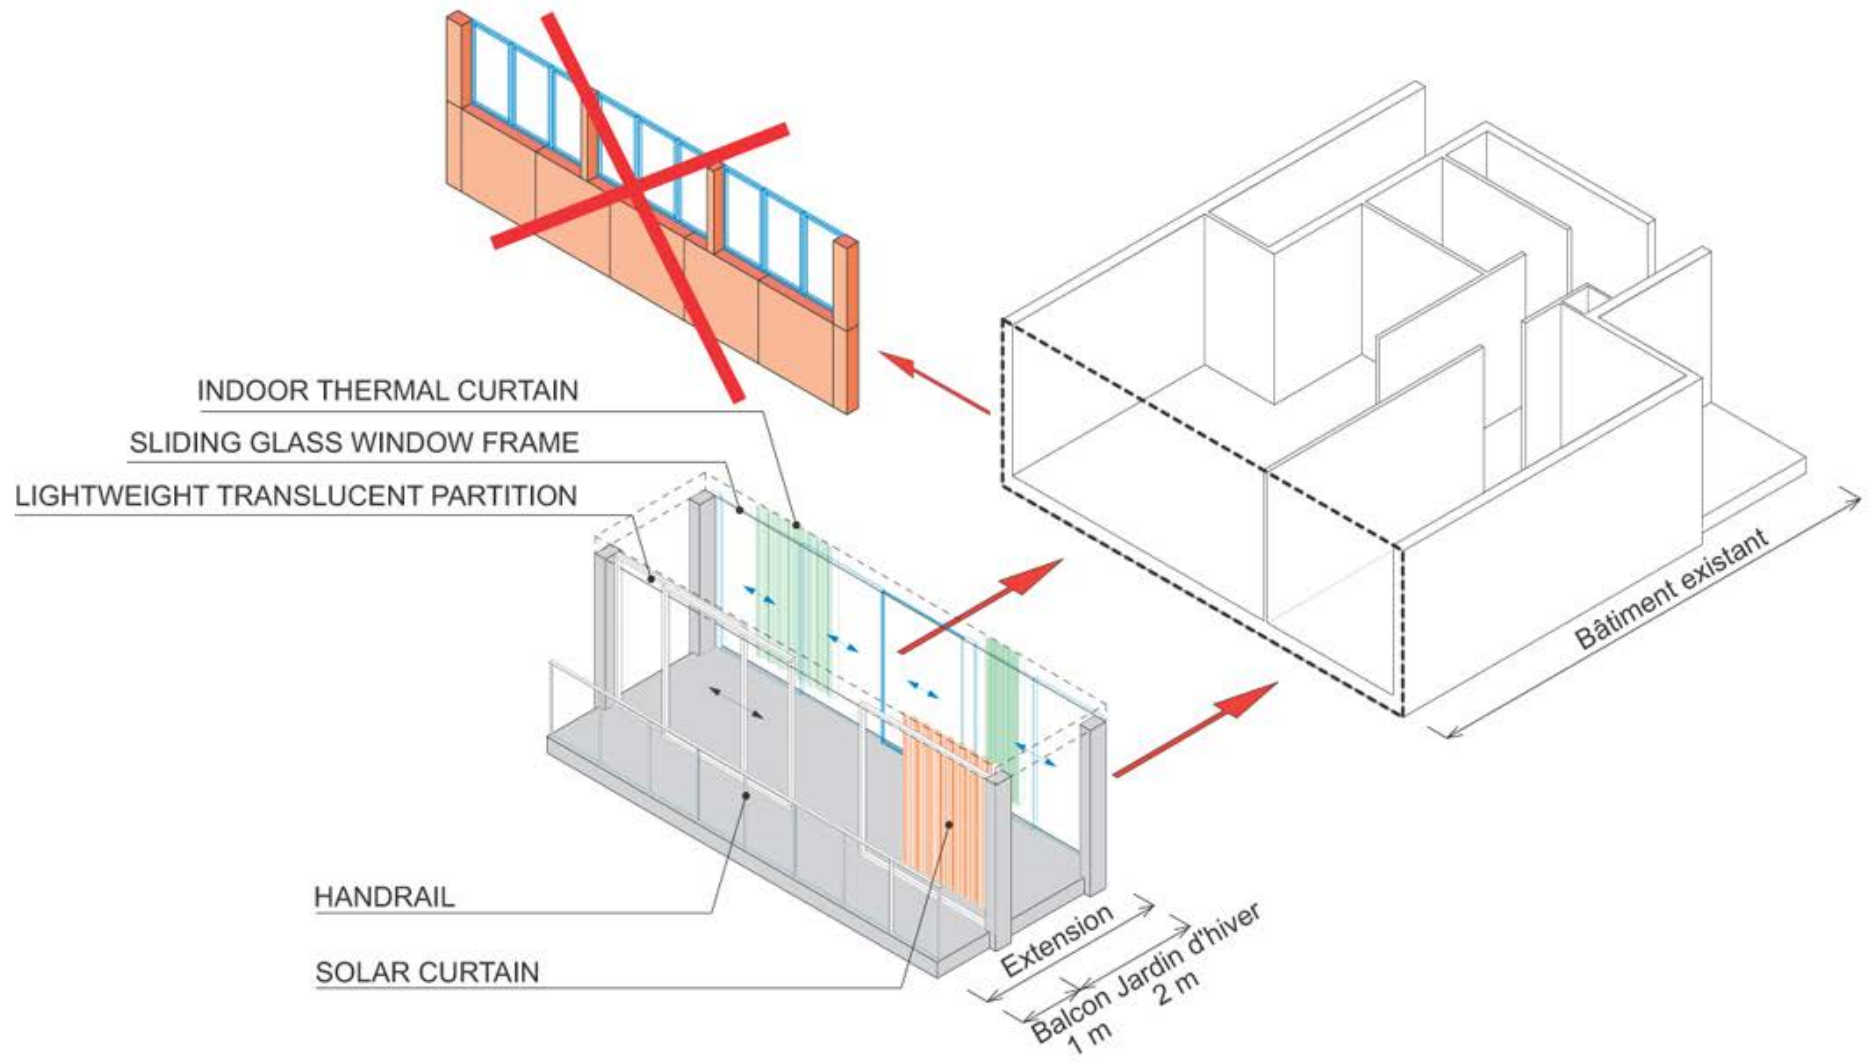 INDOOR THERMAL CURTAIN
SLIDING GLASS WINDOW FRAME
LIGHTWEIGHT TRANSLUCENT PARTITION
Bâtiment existant
HANDRAIL
SOLAR CURTAIN
Extension
Balcon Jardin d'hiver
1 m 2 m